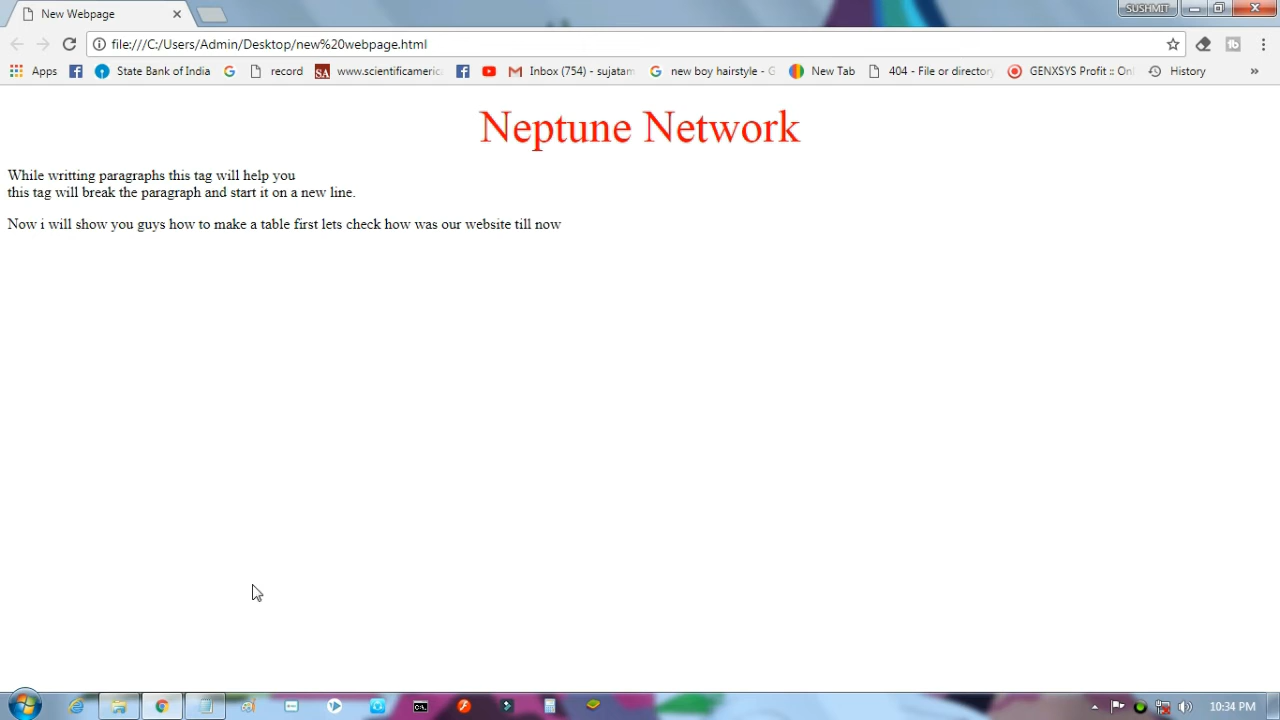 New Webpage
SUSHMIT
file:///C:/Users/Admin/Desktop/new%20webpage.html
Apps State Bank of India record www.scientificameric Inbox (754) - sujatam new boy hairstyle - G New Tab 404 - File or directory GENXSYS Profit :: Onl History »
Neptune Network
While writting paragraphs this tag will help you
this tag will break the paragraph and start it on a new line.
Now i will show you guys how to make a table first lets check how was our website till now
10:34 PM